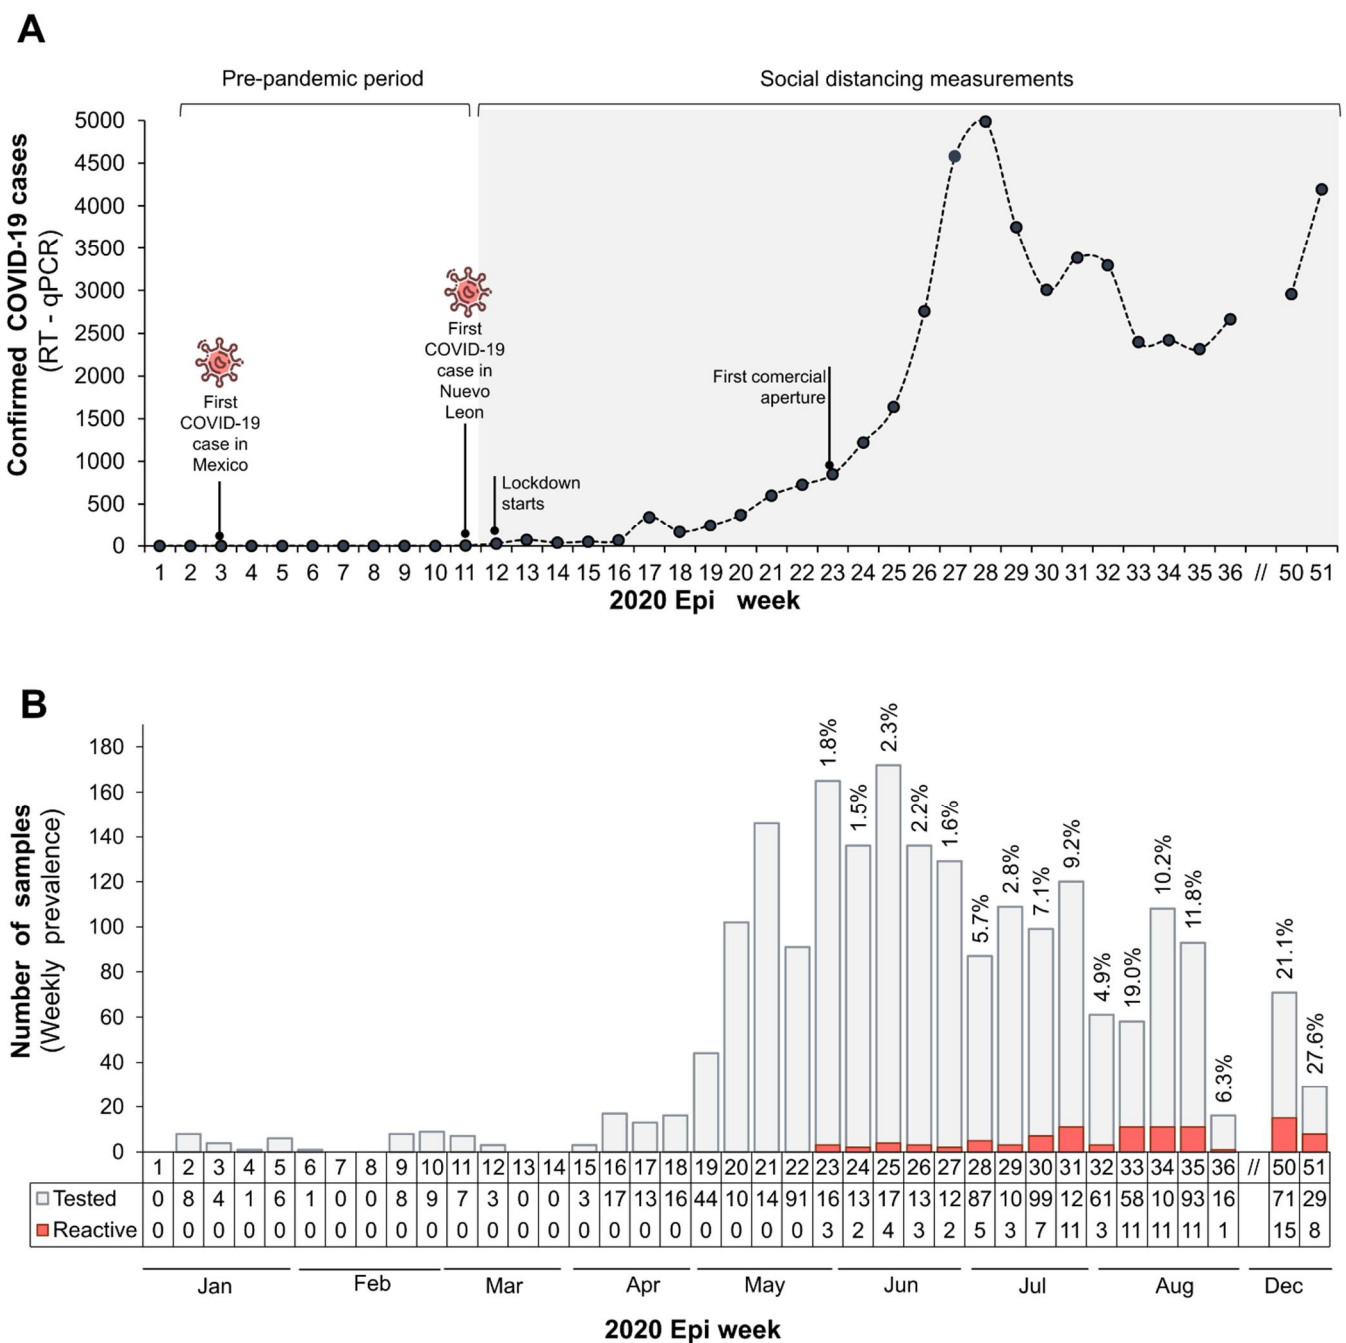 A
Pre-pandemic period
Social distancing measurements
Confirmed COVID-19 cases
(RT - qPCR)
5000
4500
4000
3500
3000
2500
2000
1500
1000
500
0
First
COVID-19
case in
Mexico
First
COVID-19
case in
Nuevo
Leon
Lockdown
starts
First comercial
aperture
1 2 3 4 5 6 7 8 9 10 11 12 13 14 15 16 17 18 19 20 21 22 23 24 25 26 27 28 29 30 31 32 33 34 35 36 // 50 51
2020 Epi week
B
Number of samples
(Weekly prevalence)
180
160
140
120
100
80
60
40
20
0
1.8%
1.5%
2.3%
2.2%
1.6%
5.7%
2.8%
7.1%
9.2%
4.9%
19.0%
10.2%
11.8%
6.3%
21.1%
27.6%
1 2 3 4 5 6 7 8 9 10 11 12 13 14 15 16 17 18 19 20 21 22 23 24 25 26 27 28 29 30 31 32 33 34 35 36 // 50 51
Tested 0 8 4 1 6 1 0 0 8 9 7 3 0 0 3 17 13 16 44 10 14 91 16 13 17 13 12 87 10 99 12 61 58 10 93 16 71 29
Reactive 0 0 0 0 0 0 0 0 0 0 0 0 0 0 0 0 0 0 0 0 0 0 3 2 4 3 2 5 3 7 11 3 11 11 11 1 15 8
Jan Feb Mar Apr May Jun Jul Aug Dec
2020 Epi week